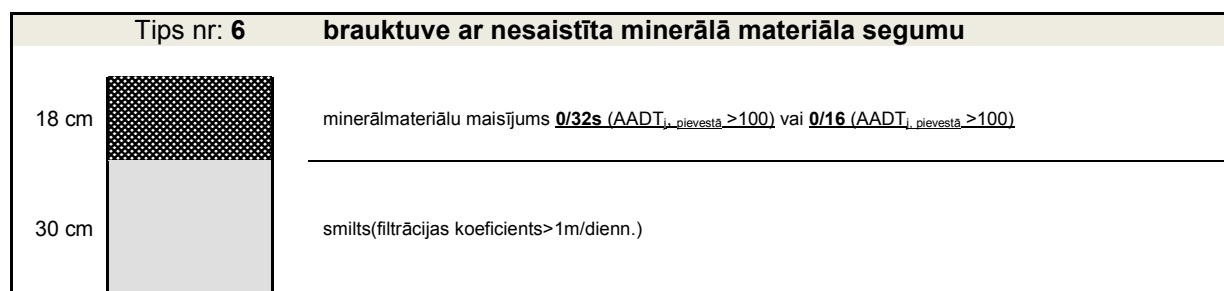 Tips nr: 6 brauktuve ar nesaistīta minerālā materiāla segumu
18 cm minerālmateriālu maisījums 0/32s (AADTj, pievestā >100) vai 0/16 (AADTj, pievestā >100)
30 cm smilts(filtrācijas koeficients>1m/dienn.)